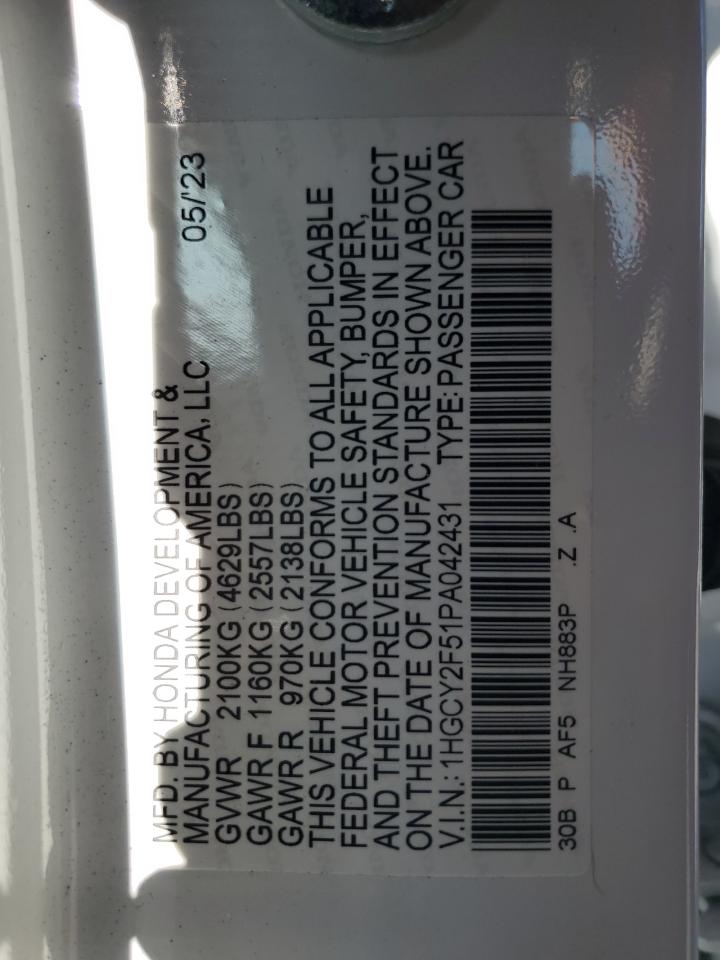 MFD. BY HONDA DEVELOPMENT &
MANUFACTURING OF AMERICA, LLC 05/'23
GVWR 2100KG (4629LBS)
GAWR F 1160KG (2557LBS)
GAWR R 970KG (2138LBS)
THIS VEHICLE CONFORMS TO ALL APPLICABLE
FEDERAL MOTOR VEHICLE SAFETY, BUMPER,
AND THEFT PREVENTION STANDARDS IN EFFECT
ON THE DATE OF MANUFACTURE SHOWN ABOVE.
V.I.N.: 1HGCY2F51PA042431 TYPE: PASSENGER CAR
30B P AF5 NH883P .Z .A